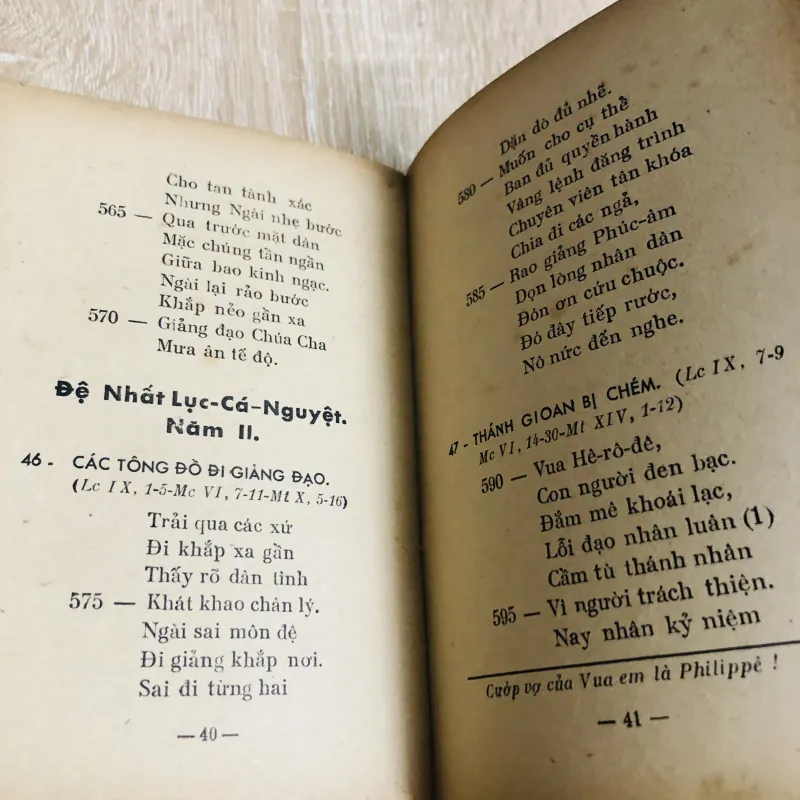 Cho tan tành xác
Nhưng Ngài nhẹ bước
565 — Qua trước mặt dân
Mặc chúng tần ngần
Giữa bao kinh ngạc.
Ngài lại rảo bước
Khắp nẻo gần xa
570 — Giảng đạo Chúa Cha
Mưa ân tế độ.
Đệ Nhất Lục-Cá-Nguyệt.
Năm II.
46 - CÁC TÔNG ĐỒ ĐI GIẢNG ĐẠO.
(Lc IX, 1-5-Mc VI, 7-11-Mt X, 5-16)
Trải qua các xứ
Đi khắp xa gần
Thấy rõ dân tình
575 — Khát khao chân lý.
Ngài sai môn đệ
Đi giảng khắp nơi.
Sai đi từng hai
— 40 —
Dặn dò đủ nhẽ.
580 — Muốn cho cụ thể
Ban đủ quyền hành
Vàng lệnh đăng trình
Chuyên viên tân khóa
Chia đi các ngả,
585 — Rao giảng Phúc-âm
Dọn lòng nhân dân
Đón ơn cứu chuộc.
Đó đây tiếp rước,
Nô nức đến nghe.
47 - THÁNH GIOAN BỊ CHÉM. (Lc IX, 7-9
Mc VI, 14-30-Mt XIV, 1-12)
590 — Vua Hê-rô-đê,
Con người đen bạc.
Đắm mê khoái lạc,
Lỗi đạo nhân luân (1)
Cầm tù thánh nhân
595 — Vì người trách thiện.
Nay nhân kỷ niệm
Cướp vợ của Vua em là Philipphê !
— 41 —